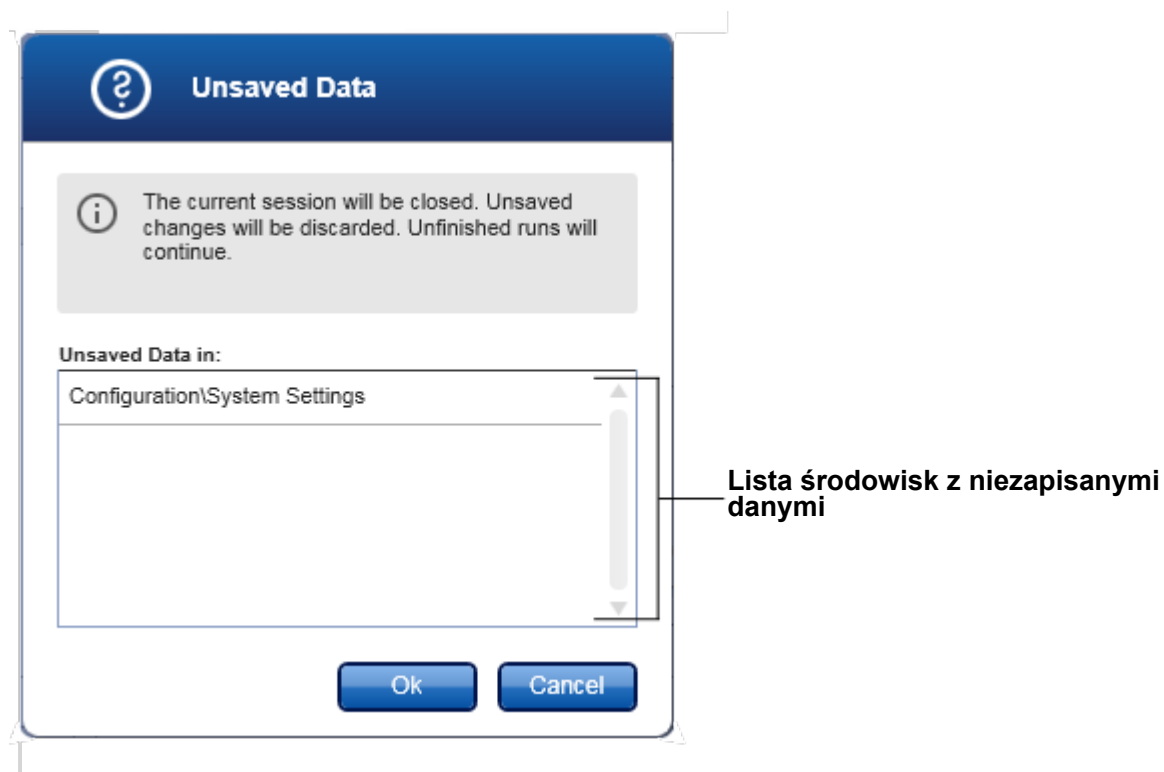 Unsaved Data
The current session will be closed. Unsaved
changes will be discarded. Unfinished runs will
continue.
Unsaved Data in:
Configuration\System Settings
Lista środowisk z niezapisanymi
danymi
Ok
Cancel